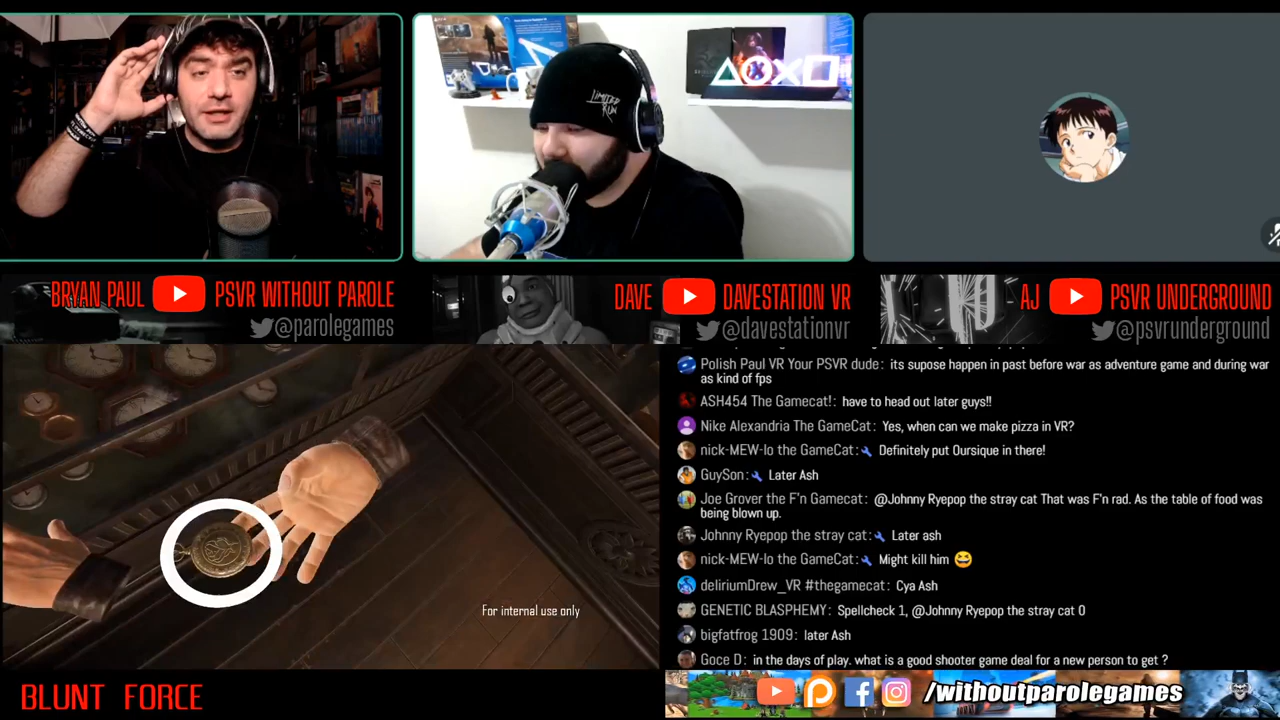 LIMITED
RUN
BRYAN PAUL PSVR WITHOUT PAROLE
@parolegames
DAVE DAVESTATION VR
@davestationvr
AJ PSVR UNDERGROUND
@psvrunderground
Polish Paul VR Your PSVR dude: its supose happen in past before war as adventure game and during war
as kind of fps
ASH454 The Gamecat!: have to head out later guys!!
Nike Alexandria The GameCat: Yes, when can we make pizza in VR?
nick-MEW-lo the GameCat: Definitely put Oursique in there!
GuySon: Later Ash
Joe Grover the F'n Gamecat: @Johnny Ryepop the stray cat That was F'n rad. As the table of food was
being blown up.
Johnny Ryepop the stray cat: Later ash
nick-MEW-lo the GameCat: Might kill him 😆
deliriumDrew_VR #thegamecat: Cya Ash
GENETIC BLASPHEMY: Spellcheck 1, @Johnny Ryepop the stray cat 0
bigfatfrog 1909: later Ash
Goce D: in the days of play. what is a good shooter game deal for a new person to get ?
For internal use only
BLUNT FORCE
/withoutparolegames